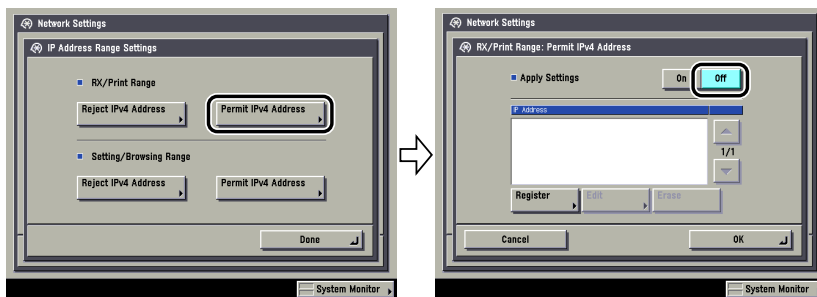 Network Settings
IP Address Range Settings
RX/Print Range
Reject IPv4 Address
Permit IPv4 Address
Setting/Browsing Range
Reject IPv4 Address
Permit IPv4 Address
Done
System Monitor
Network Settings
RX/Print Range: Permit IPv4 Address
Apply Settings
On
Off
IP Address
1/1
Register
Edit
Erase
Cancel
OK
System Monitor